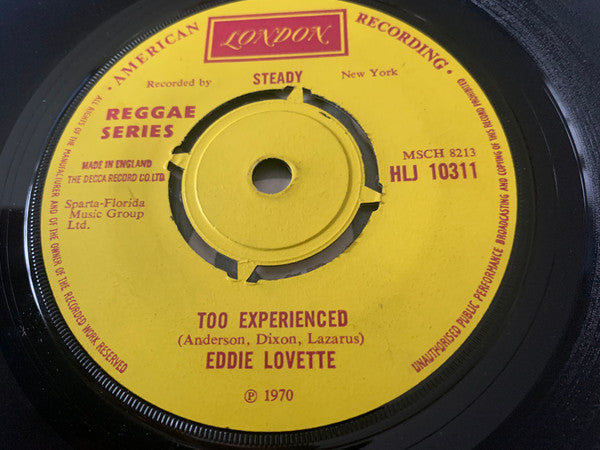 AMERICAN RECORDING.
LONDON
Recorded by STEADY New York
REGGAE
SERIES
MADE IN ENGLAND
THE DECCA RECORD CO. LTD.
MSCH 8213
HLJ 10311
Sparta-Florida
Music Group
Ltd.
TOO EXPERIENCED
(Anderson, Dixon, Lazarus)
EDDIE LOVETTE
℗ 1970
ALL RIGHTS OF THE MANUFACTURER AND OF THE OWNER OF THE RECORDED WORK RESERVED
UNAUTHORISED PUBLIC PERFORMANCE BROADCASTING AND COPYING OF THIS RECORD PROHIBITED